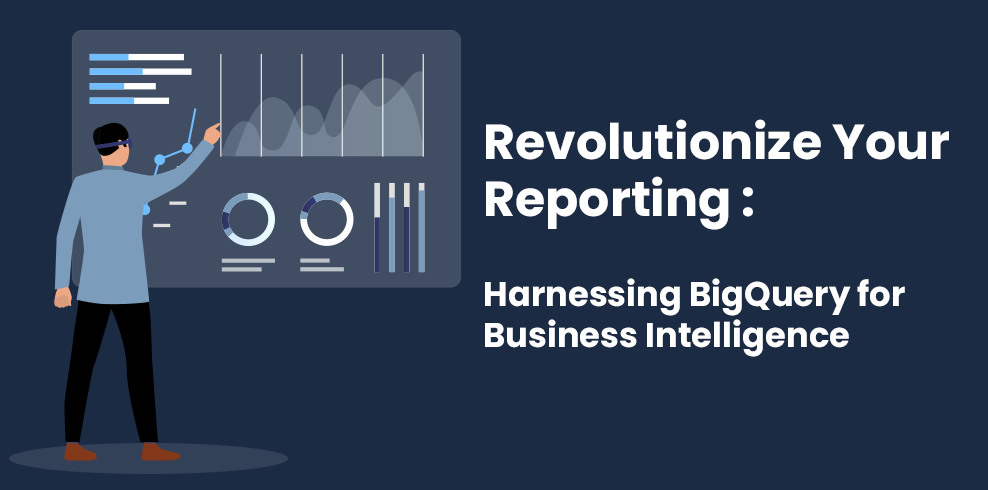 Revolutionize Your
Reporting :
Harnessing BigQuery for
Business Intelligence